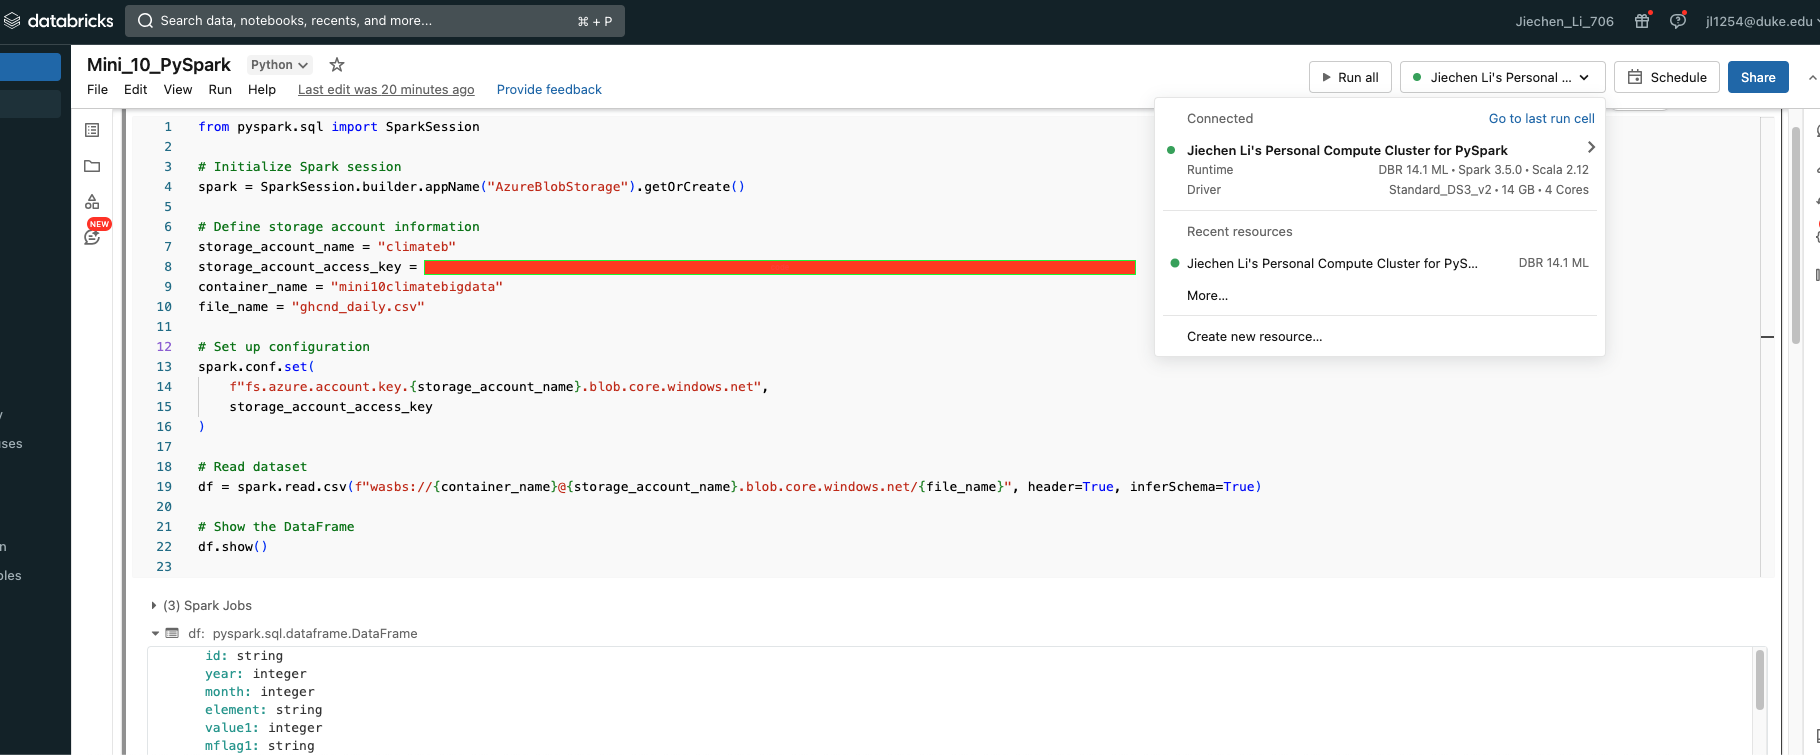 databricks
Search data, notebooks, recents, and more...
⌘ + P
Jiechen_Li_706
jl1254@duke.edu
Mini_10_PySpark
Python
File Edit View Run Help Last edit was 20 minutes ago Provide feedback
Run all
Jiechen Li's Personal ...
Schedule
Share
NEW
Connected
Go to last run cell
Jiechen Li's Personal Compute Cluster for PySpark
Runtime DBR 14.1 ML • Spark 3.5.0 • Scala 2.12
Driver Standard_DS3_v2 • 14 GB • 4 Cores
Recent resources
Jiechen Li's Personal Compute Cluster for PyS... DBR 14.1 ML
More...
Create new resource...
1 from pyspark.sql import SparkSession
2
3 # Initialize Spark session
4 spark = SparkSession.builder.appName("AzureBlobStorage").getOrCreate()
5
6 # Define storage account information
7 storage_account_name = "climateb"
8 storage_account_access_key =
9 container_name = "mini10climatebigdata"
10 file_name = "ghcnd_daily.csv"
11
12 # Set up configuration
13 spark.conf.set(
14 f"fs.azure.account.key.{storage_account_name}.blob.core.windows.net",
15 storage_account_access_key
16 )
17
18 # Read dataset
19 df = spark.read.csv(f"wasbs://{container_name}@{storage_account_name}.blob.core.windows.net/{file_name}", header=True, inferSchema=True)
20
21 # Show the DataFrame
22 df.show()
23
(3) Spark Jobs
df: pyspark.sql.dataframe.DataFrame
id: string
year: integer
month: integer
element: string
value1: integer
mflag1: string